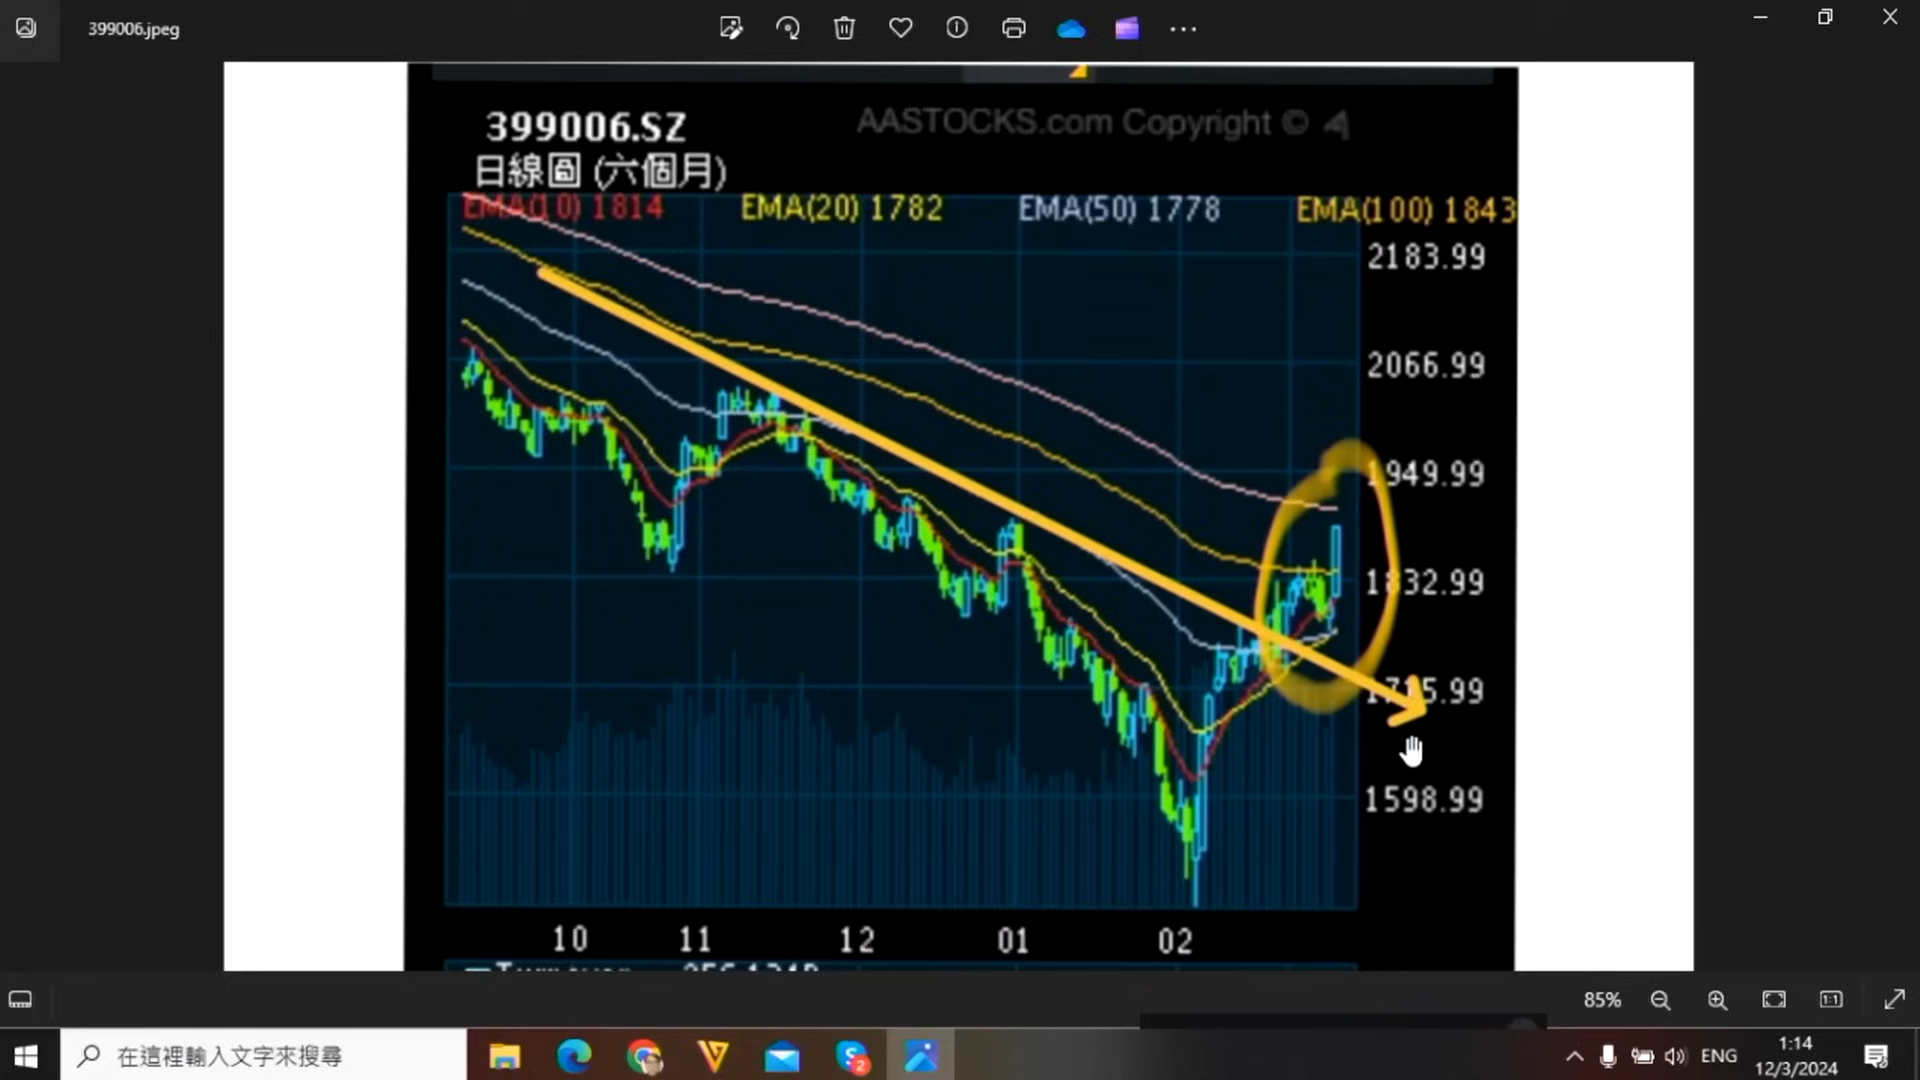 399006.jpeg
399006.SZ
AASTOCKS.com Copyright ©
日線圖 (六個月)
EMA(10) 1814 EMA(20) 1782 EMA(50) 1778 EMA(100) 1843
2183.99
2066.99
1949.99
1832.99
1715.99
1598.99
10 11 12 01 02
85%
1:1
在這裡輸入文字來搜尋
2
ENG
1:14
12/3/2024